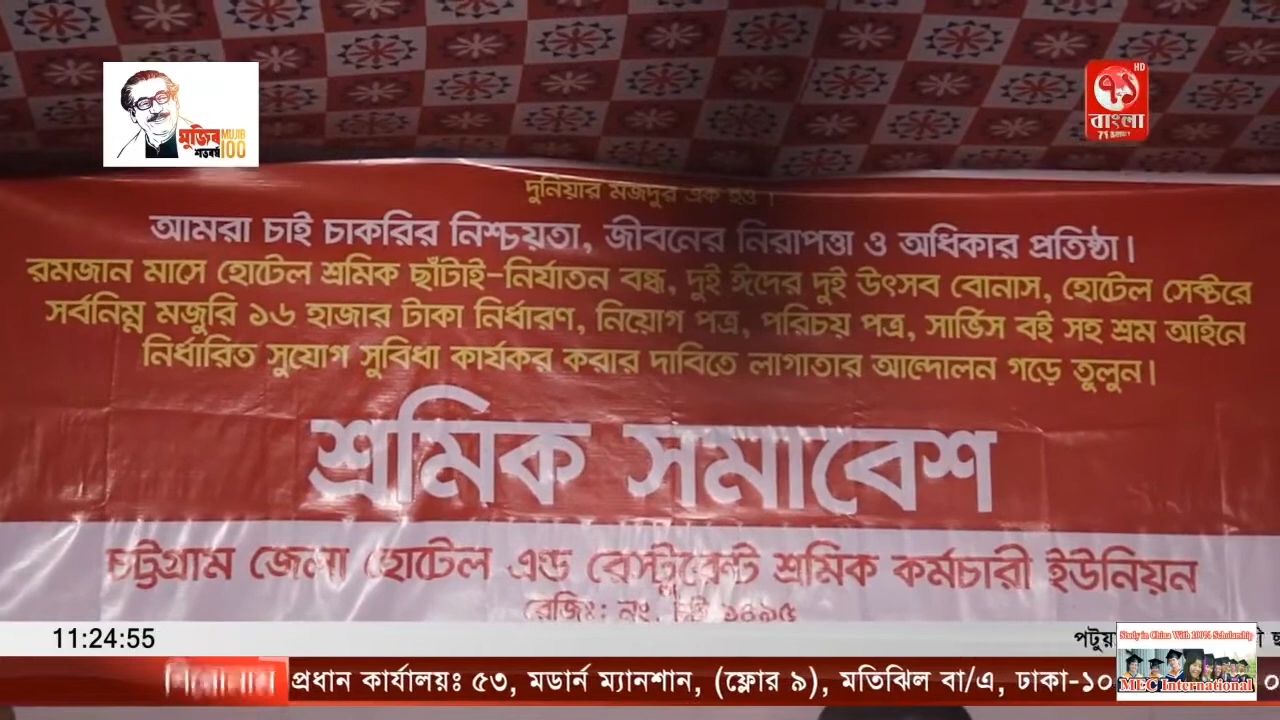 মুজিব MUJIB
শতবর্ষ 100
HD
৭১
বাংলা
দুনিয়ার মজদুর এক হও।
আমরা চাই চাকরির নিশ্চয়তা, জীবনের নিরাপত্তা ও অধিকার প্রতিষ্ঠা।
রমজান মাসে হোটেল শ্রমিক ছাঁটাই-নির্যাতন বন্ধ, দুই ঈদের দুই উৎসব বোনাস, হোটেল সেক্টরে
সর্বনিম্ন মজুরি ১৬ হাজার টাকা নির্ধারণ, নিয়োগ পত্র, পরিচয় পত্র, সার্ভিস বই সহ শ্রম আইনে
নির্ধারিত সুযোগ সুবিধা কার্যকর করার দাবিতে লাগাতার আন্দোলন গড়ে তুলুন।
শ্রমিক সমাবেশ
চট্টগ্রাম জেলা হোটেল এন্ড রেস্টুরেন্ট শ্রমিক কর্মচারী ইউনিয়ন
রেজিঃ নং- চট্ট ১৪৯৫
11:24:55
Study in China With 100% Scholarship
MEC International
প্রধান কার্যালয়ঃ ৫৩, মডার্ন ম্যানশান, (ফ্লোর ৯), মতিঝিল বা/এ, ঢাকা-১০